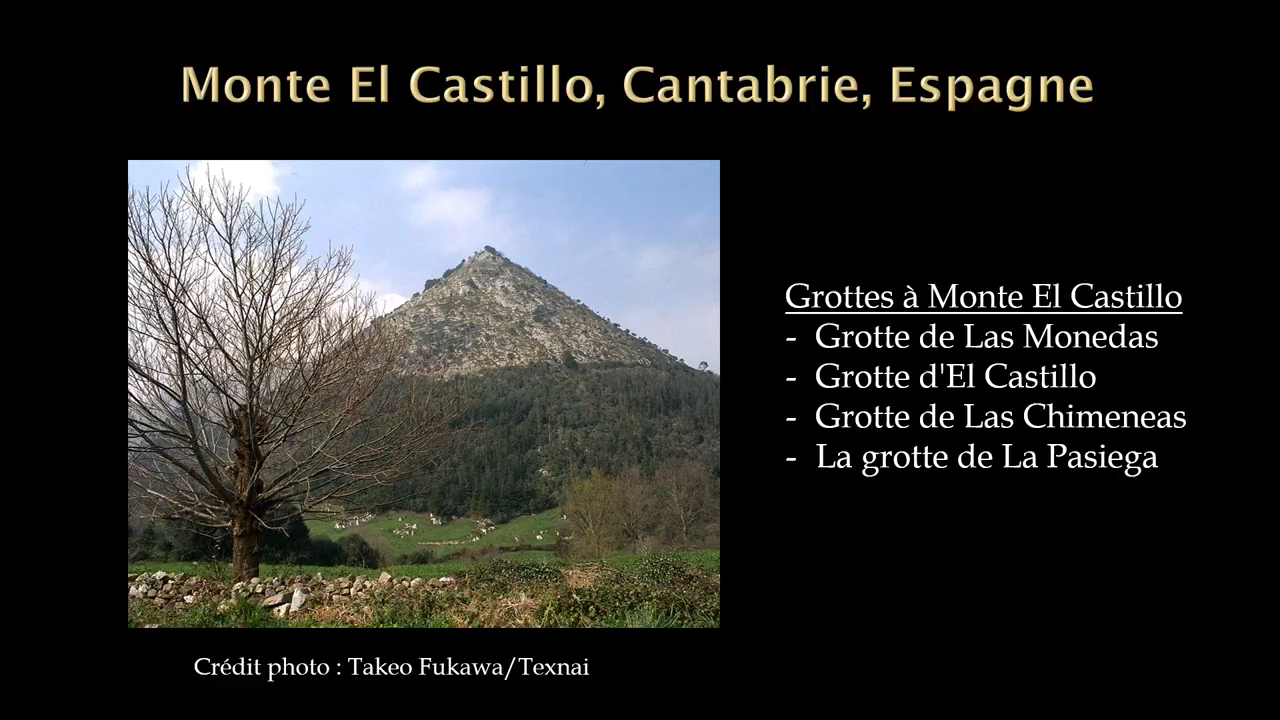 Monte El Castillo, Cantabrie, Espagne
Grottes à Monte El Castillo
- Grotte de Las Monedas
- Grotte d'El Castillo
- Grotte de Las Chimeneas
- La grotte de La Pasiega
Crédit photo : Takeo Fukawa/Texnai